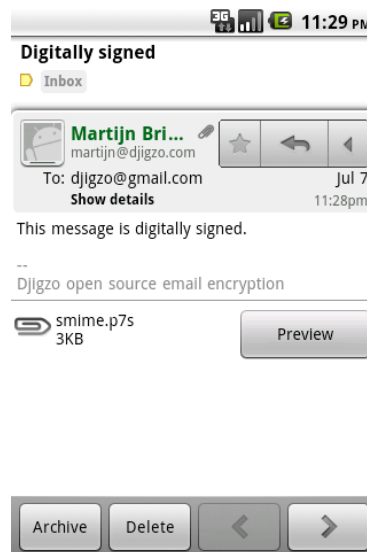 3G 11:29 PM
Digitally signed
Inbox
Martijn Bri...
martijn@djigzo.com
To: djigzo@gmail.com Jul 7
Show details 11:28pm
This message is digitally signed.
--
Djigzo open source email encryption
smime.p7s
3KB
Preview
Archive Delete